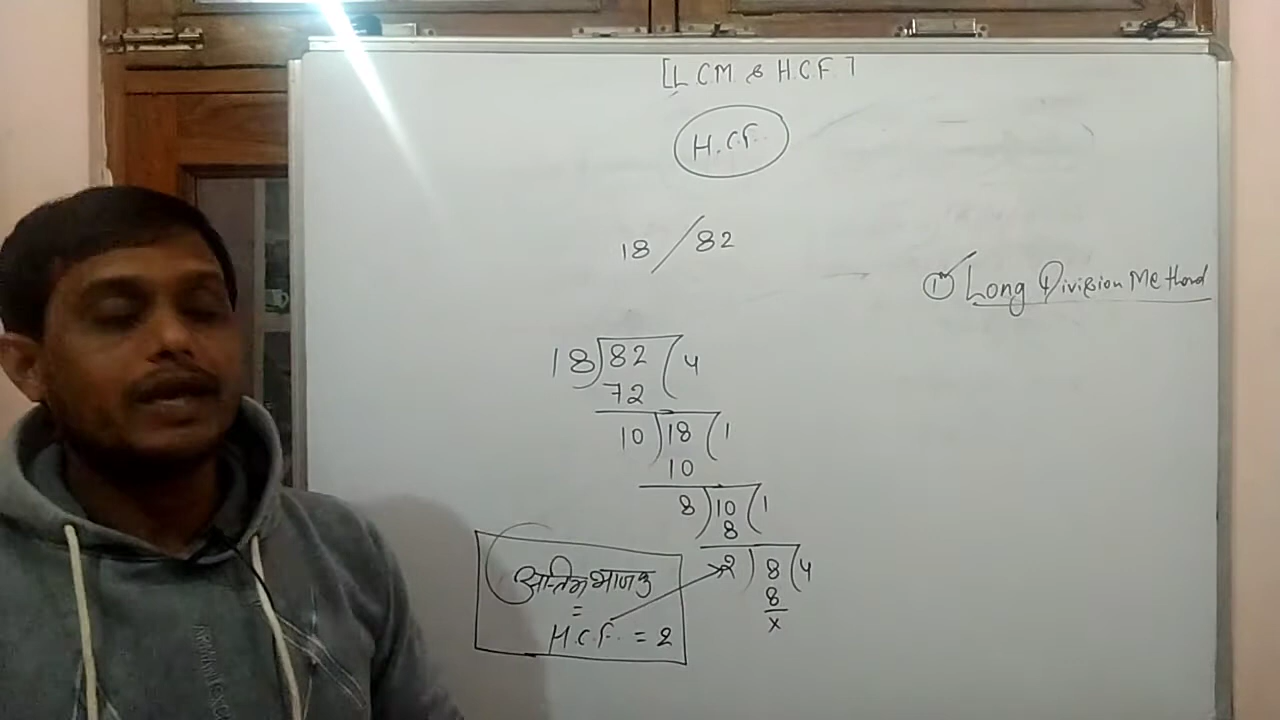 [LCM & H.C.F]
H.C.F.
18 / 82
① Long Division Method
18)82(4
72
10)18(1
10
8)10(1
8
2)8(4
8
x
अन्तिम भाजक
=
H.C.F. = 2